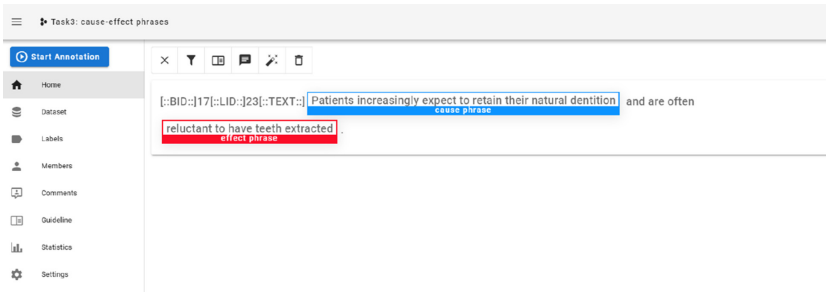 Task3: cause-effect phrases
Start Annotation
Home
Dataset
Labels
Members
Comments
Guideline
Statistics
Settings
[::BID::]17[::LID::]23[::TEXT::] Patients increasingly expect to retain their natural dentition and are often
cause phrase
reluctant to have teeth extracted .
effect phrase